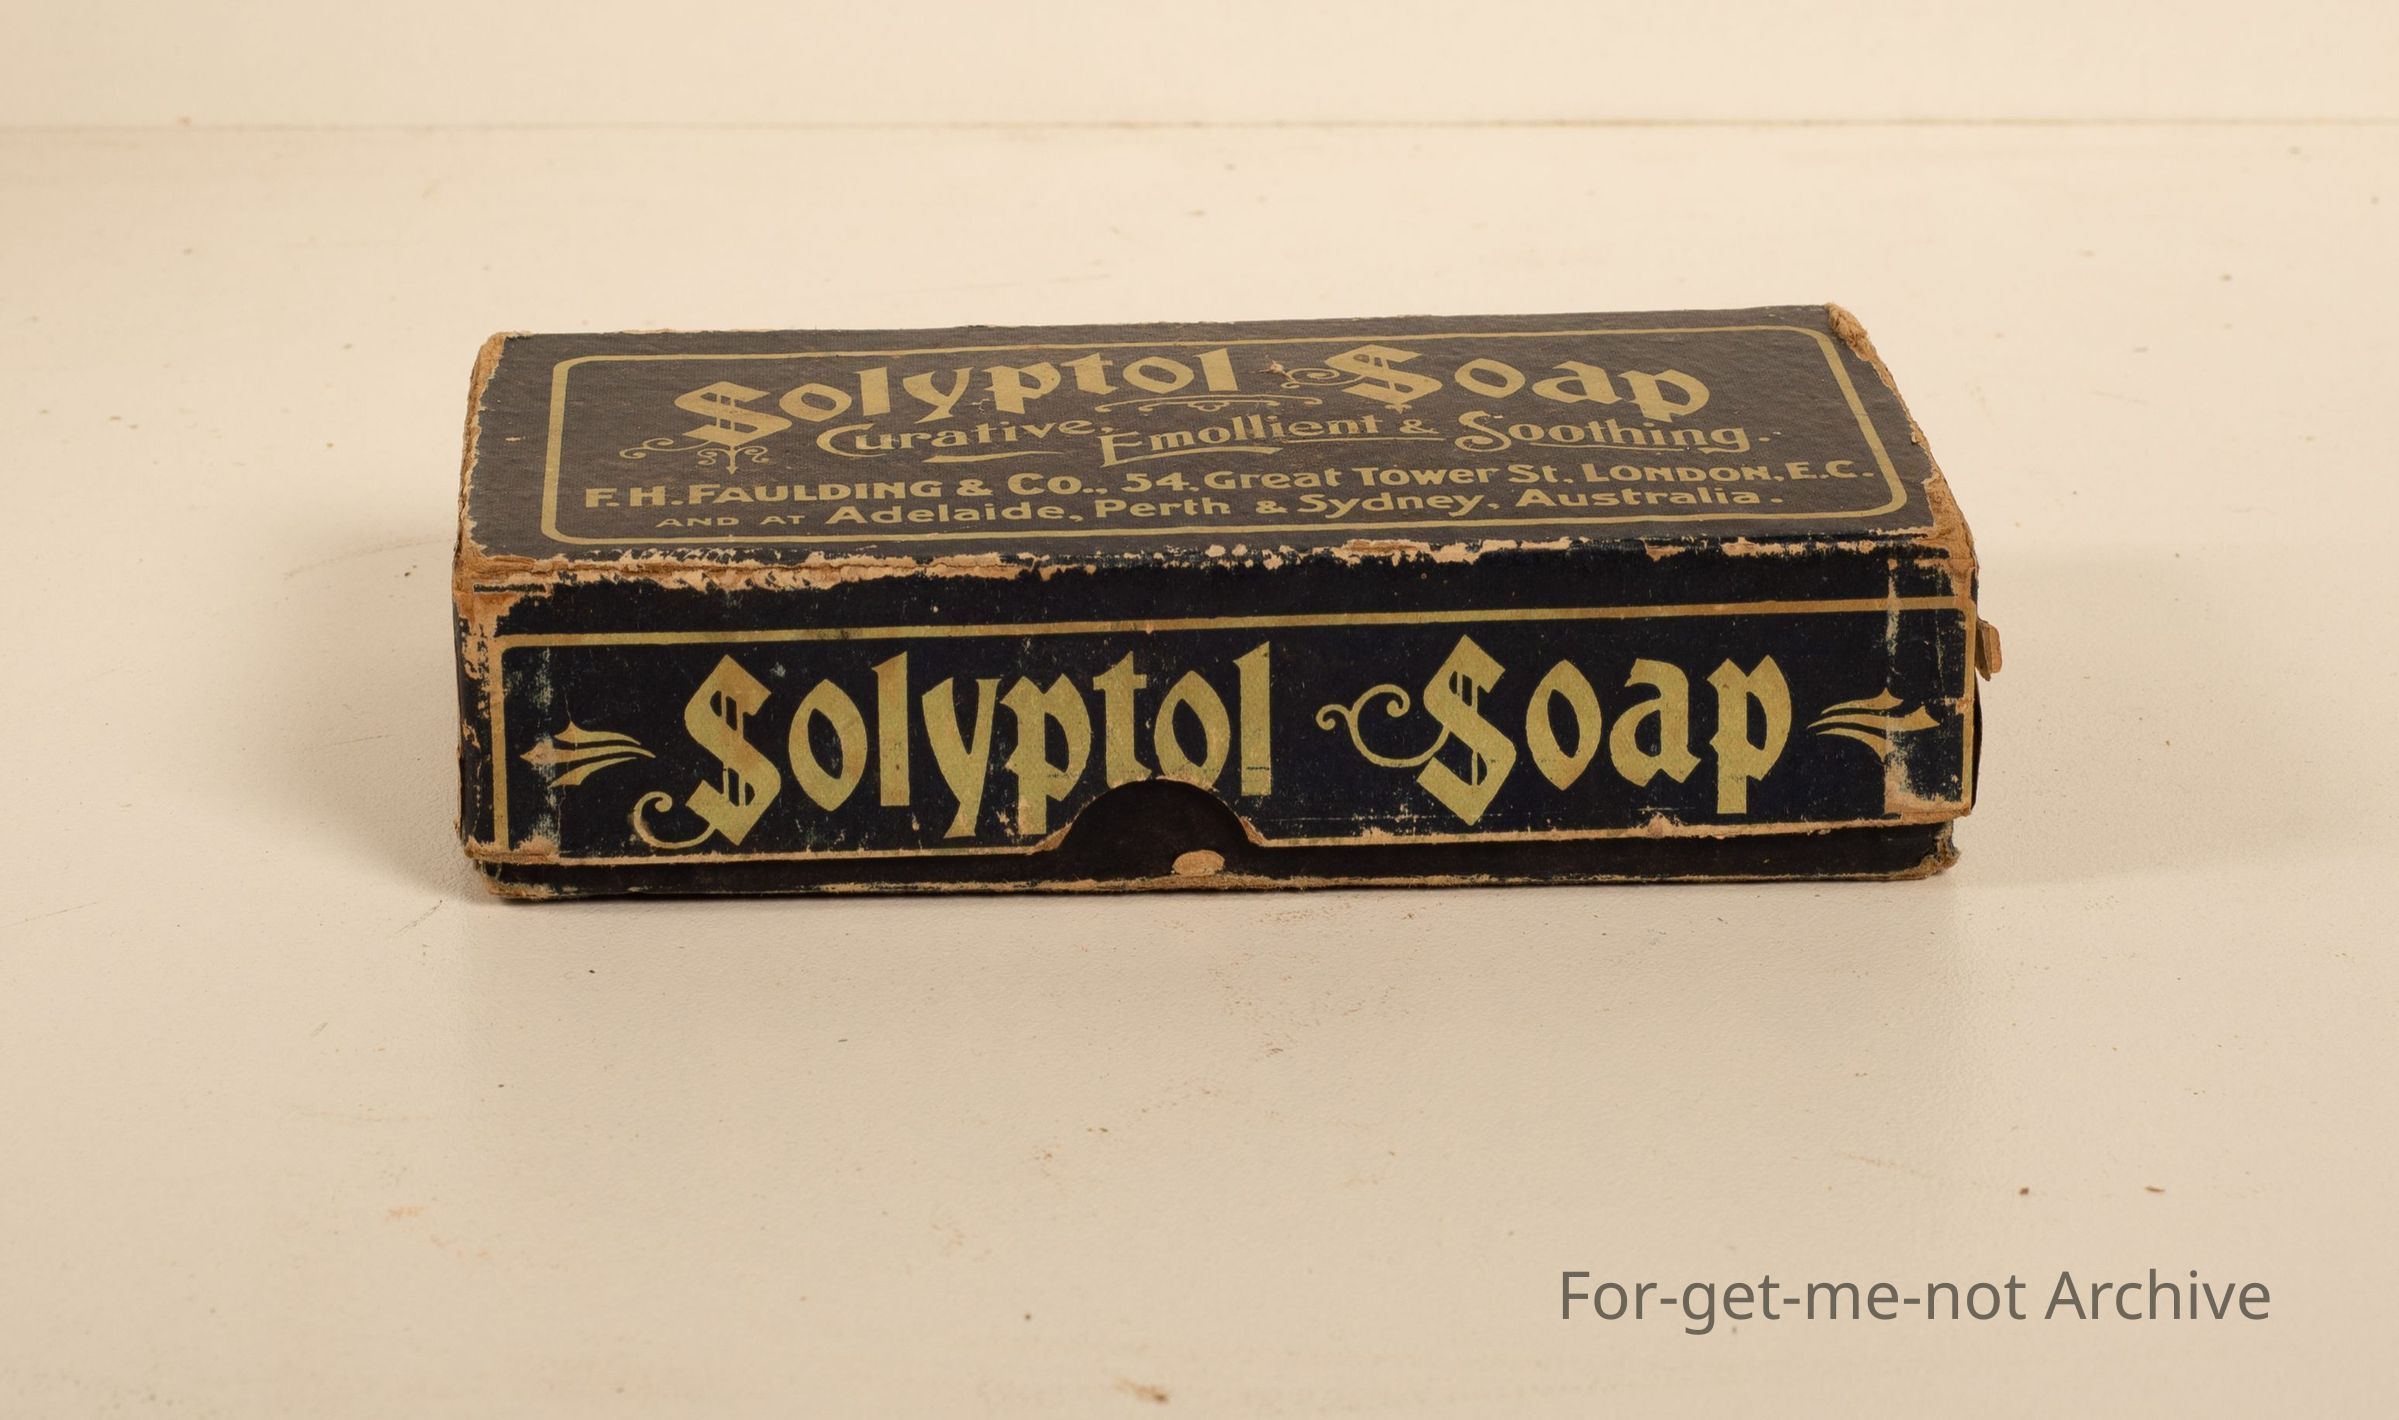 Solyptol Soap
Curative, Emollient & Soothing.
F. H. FAULDING & Co., 54, Great Tower St. LONDON, E.C.
AND AT Adelaide, Perth & Sydney, Australia.
Solyptol Soap
For-get-me-not Archive